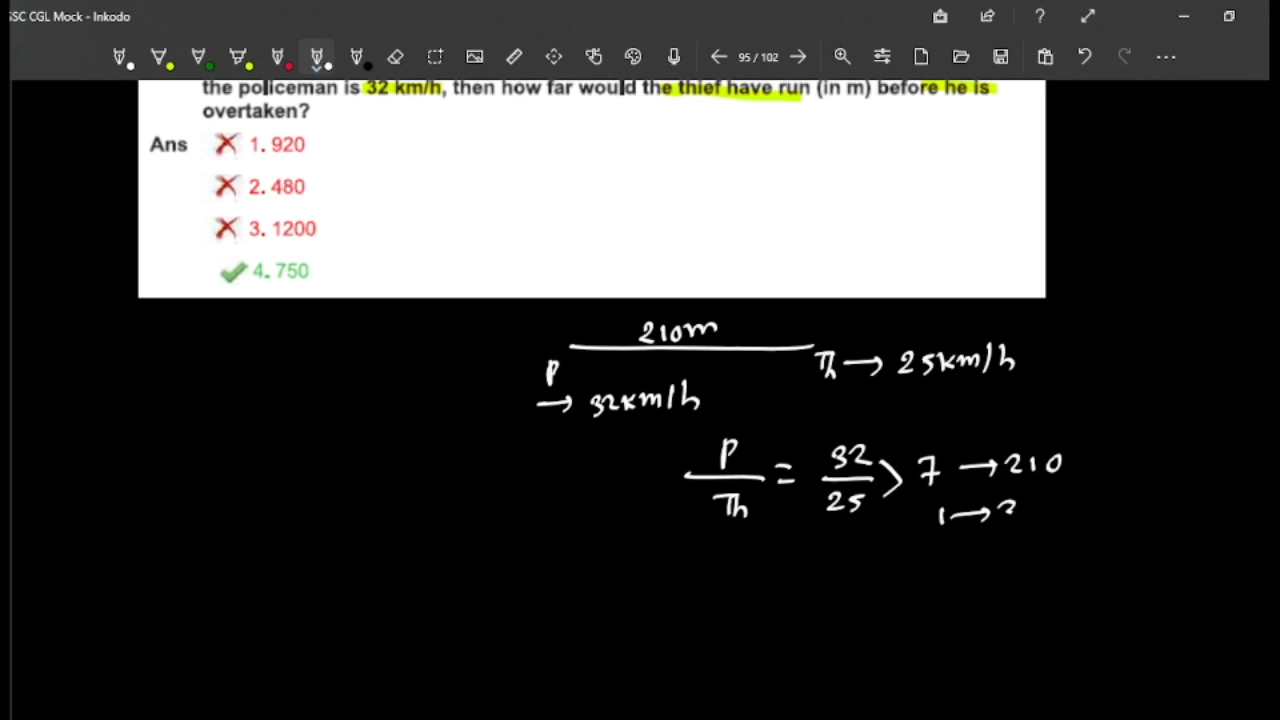 SSC CGL Mock - Inkodo
95 / 102
the policeman is 32 km/h, then how far would the thief have run (in m) before he is
overtaken?
Ans 1. 920
2. 480
3. 1200
4. 750
210m
P Th → 25km/h
→ 32km/h
P/Th = 32/25 > 7 → 210
1 →